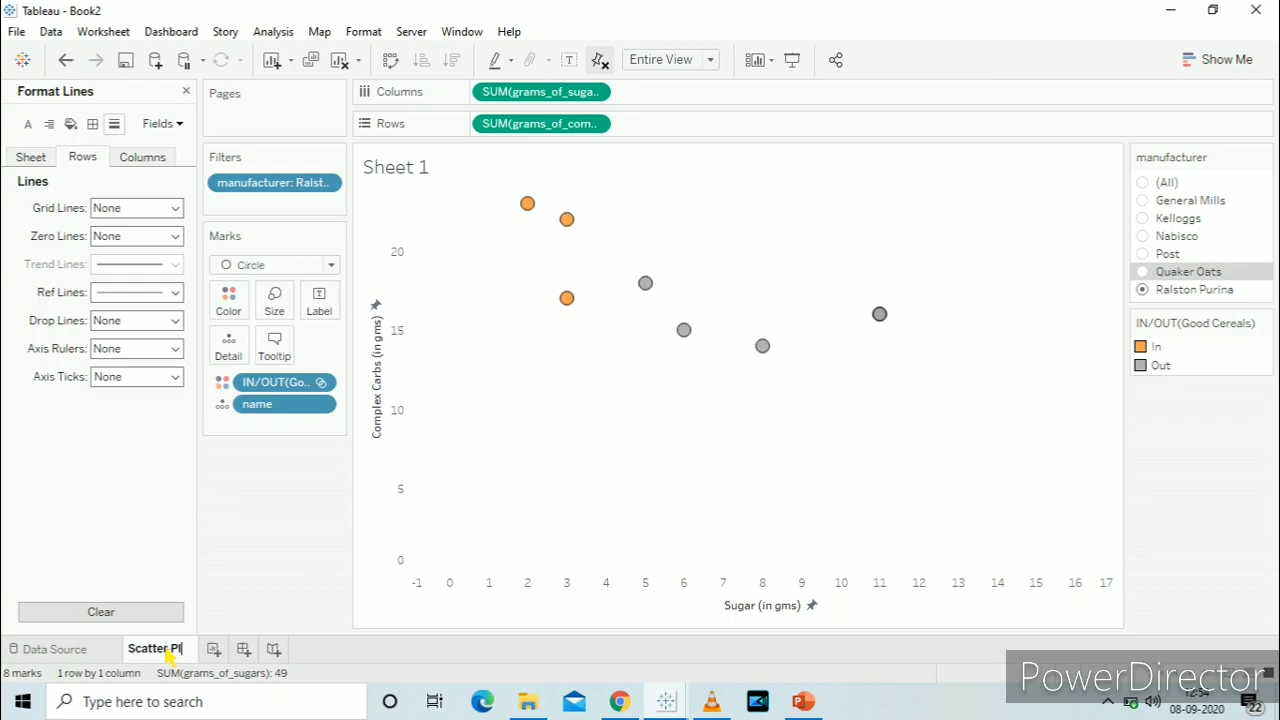 Tableau - Book2
File Data Worksheet Dashboard Story Analysis Map Format Server Window Help
Entire View
Show Me
Format Lines
Fields
Sheet Rows Columns
Lines
Grid Lines: None
Zero Lines: None
Trend Lines:
Ref Lines:
Drop Lines: None
Axis Rulers: None
Axis Ticks: None
Clear
Pages
Filters
manufacturer: Ralst..
Marks
Circle
Color Size Label
Detail Tooltip
IN/OUT(Go..
name
Columns SUM(grams_of_suga..
Rows SUM(grams_of_com..
Sheet 1
Complex Carbs (in gms)
20
15
10
5
0
-1 0 1 2 3 4 5 6 7 8 9 10 11 12 13 14 15 16 17
Sugar (in gms)
manufacturer
(All)
General Mills
Kelloggs
Nabisco
Post
Quaker Oats
Ralston Purina
IN/OUT(Good Cereals)
In
Out
Data Source Scatter Pl
8 marks 1 row by 1 column SUM(grams_of_sugars): 49
PowerDirector
Type here to search
08-09-2020
22